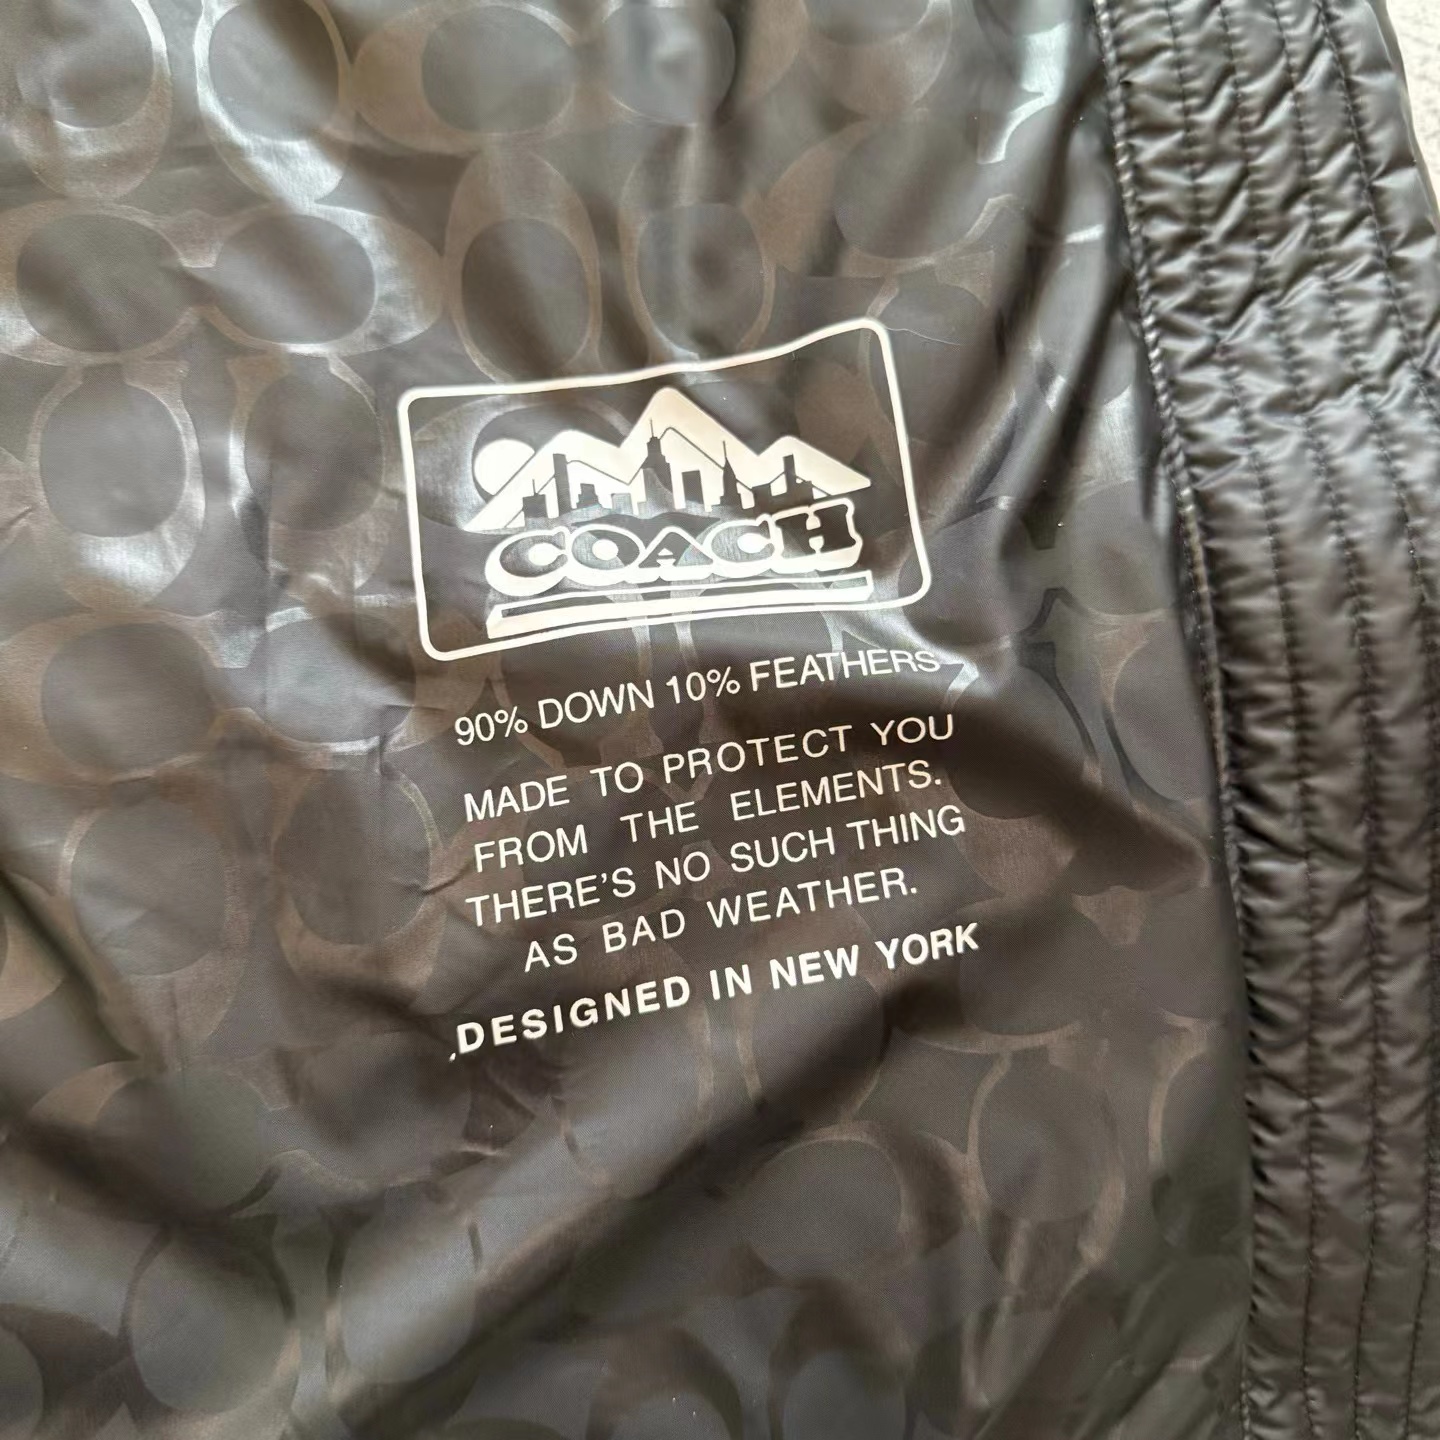 COACH
90% DOWN 10% FEATHERS
MADE TO PROTECT YOU
FROM THE ELEMENTS.
THERE'S NO SUCH THING
AS BAD WEATHER.
DESIGNED IN NEW YORK